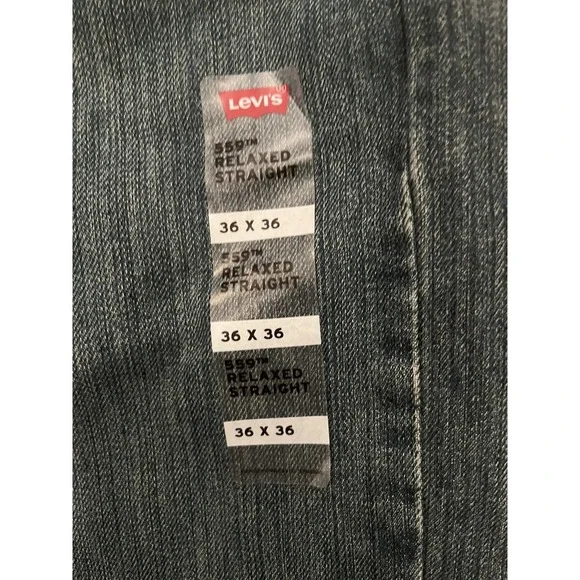 Levi's
559™
RELAXED
STRAIGHT
36 X 36
559™
RELAXED
STRAIGHT
36 X 36
559™
RELAXED
STRAIGHT
36 X 36